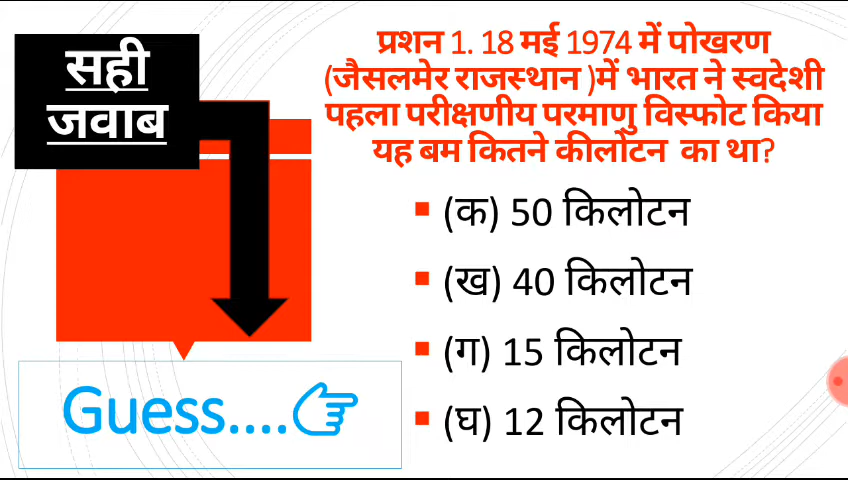 सही
जवाब
प्रशन 1. 18 मई 1974 में पोखरण
(जैसलमेर राजस्थान )में भारत ने स्वदेशी
पहला परीक्षणीय परमाणु विस्फोट किया
यह बम कितने कीलोटन का था?
(क) 50 किलोटन
(ख) 40 किलोटन
(ग) 15 किलोटन
(घ) 12 किलोटन
Guess....